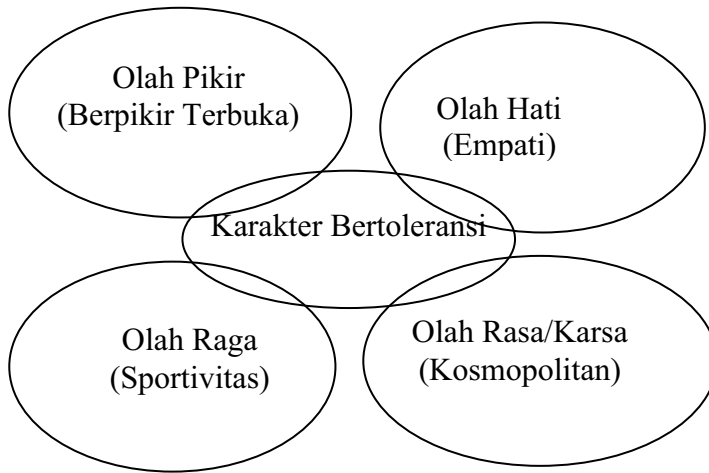 Olah Pikir
(Berpikir Terbuka)
Olah Hati
(Empati)
Karakter Bertoleransi
Olah Raga
(Sportivitas)
Olah Rasa/Karsa
(Kosmopolitan)